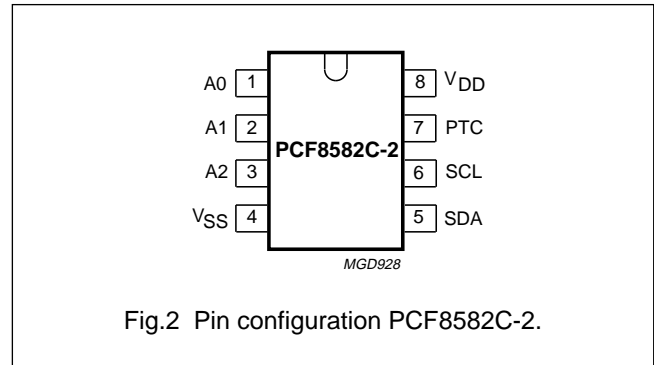 A0 1 8 VDD
A1 2 7 PTC
PCF8582C-2
A2 3 6 SCL
VSS 4 5 SDA
MGD928
Fig.2 Pin configuration PCF8582C-2.